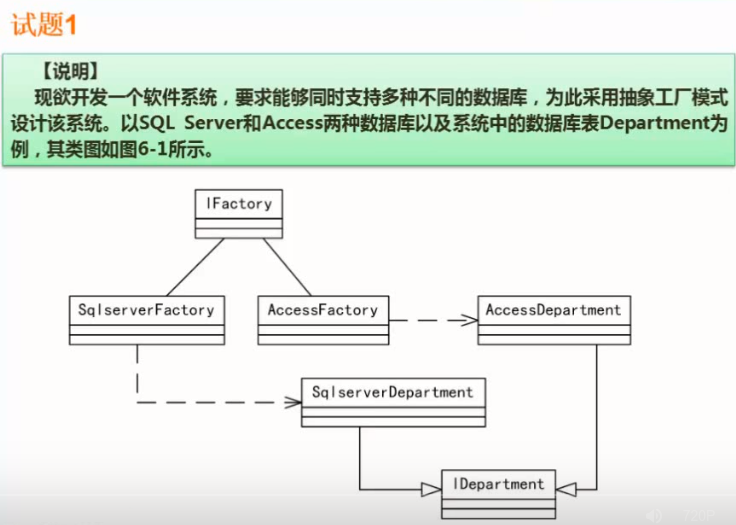 试题1
【说明】
现欲开发一个软件系统，要求能够同时支持多种不同的数据库，为此采用抽象工厂模式
设计该系统。以SQL Server和Access两种数据库以及系统中的数据库表Department为
例，其类图如图6-1所示。
IFactory
SqlserverFactory
AccessFactory
AccessDepartment
SqlserverDepartment
IDepartment